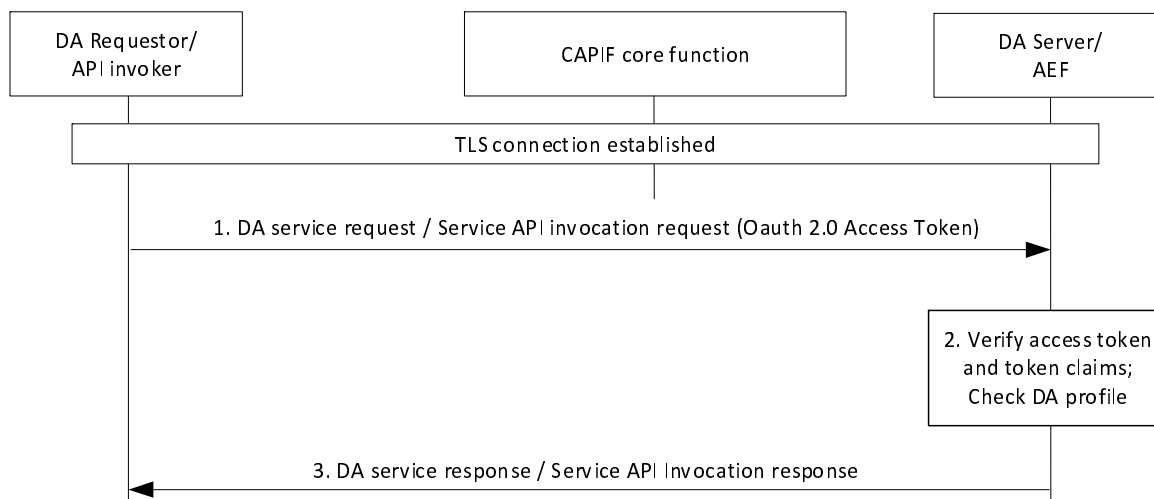 DA Requestor/
API invoker
CAPIF core function
DA Server/
AEF
TLS connection established
1. DA service request / Service API invocation request (Oauth 2.0 Access Token)
2. Verify access token
and token claims;
Check DA profile
3. DA service response / Service API Invocation response